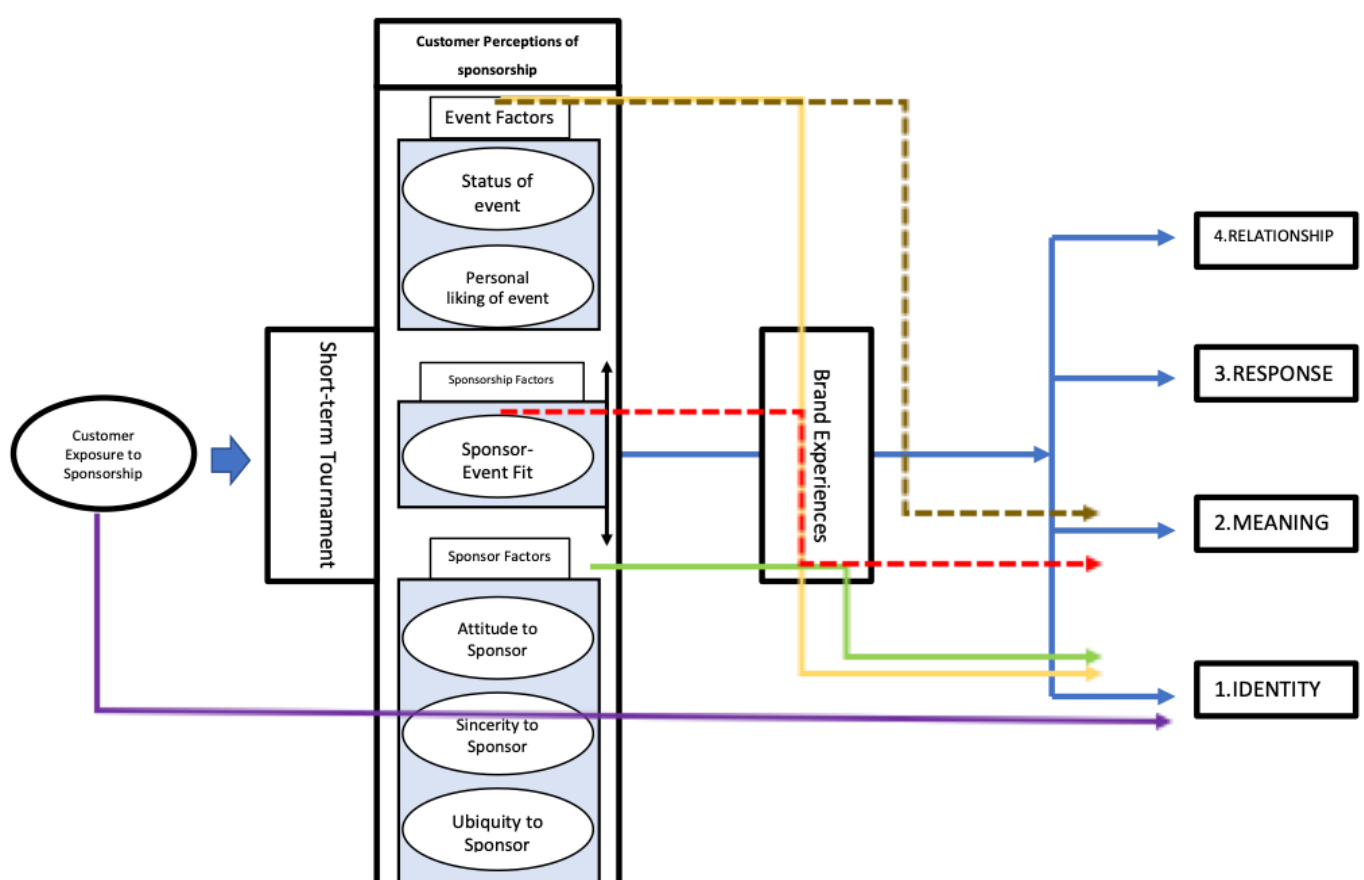 Customer Perceptions of
sponsorship
Event Factors
Status of
event
Personal
liking of event
Sponsorship Factors
Sponsor-
Event Fit
Sponsor Factors
Attitude to
Sponsor
Sincerity to
Sponsor
Ubiquity to
Sponsor
Customer
Exposure to
Sponsorship
Short-term Tournament
Brand Experiences
4.RELATIONSHIP
3.RESPONSE
2.MEANING
1.IDENTITY